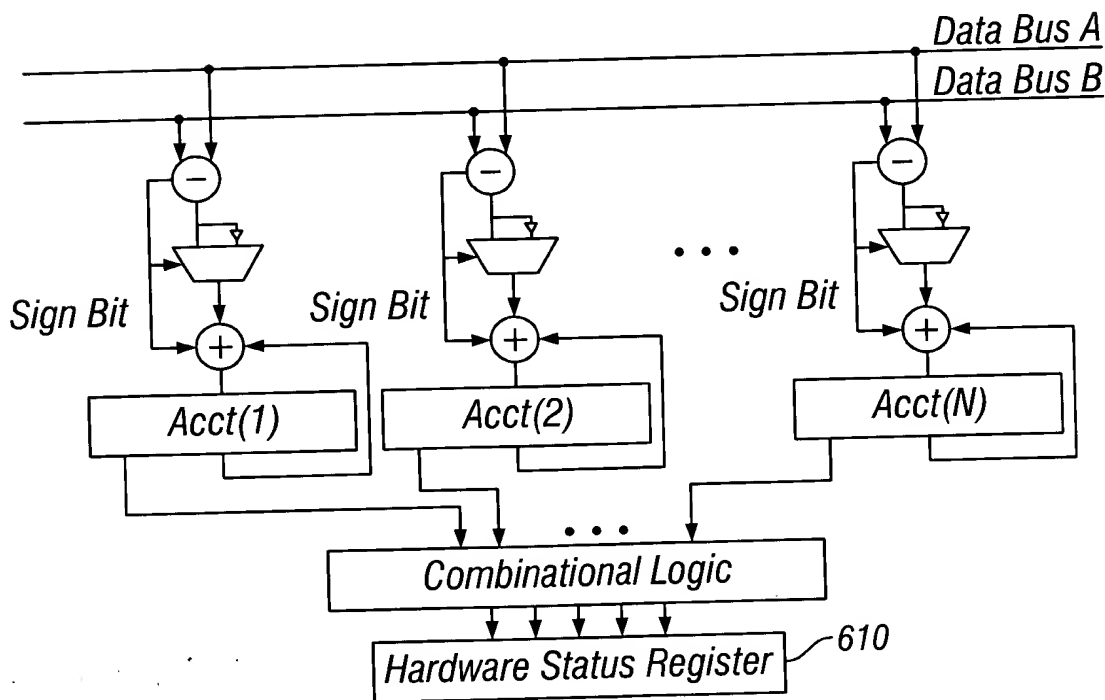 Data Bus A
Data Bus B
−
−
−
Sign Bit
Sign Bit
Sign Bit
+
+
+
Acct(1)
Acct(2)
Acct(N)
Combinational Logic
Hardware Status Register
610